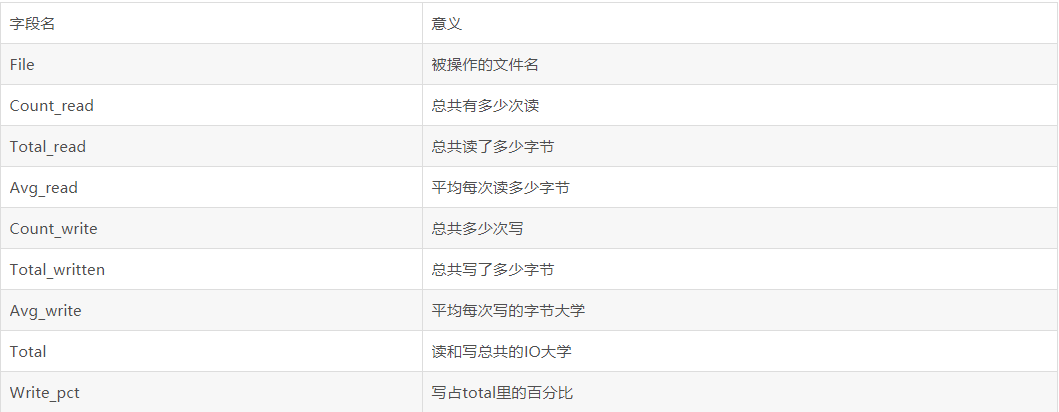 字段名 意义
File 被操作的文件名
Count_read 总共有多少次读
Total_read 总共读了多少字节
Avg_read 平均每次读多少字节
Count_write 总共多少次写
Total_written 总共写了多少字节
Avg_write 平均每次写的字节大学
Total 读和写总共的IO大学
Write_pct 写占total里的百分比